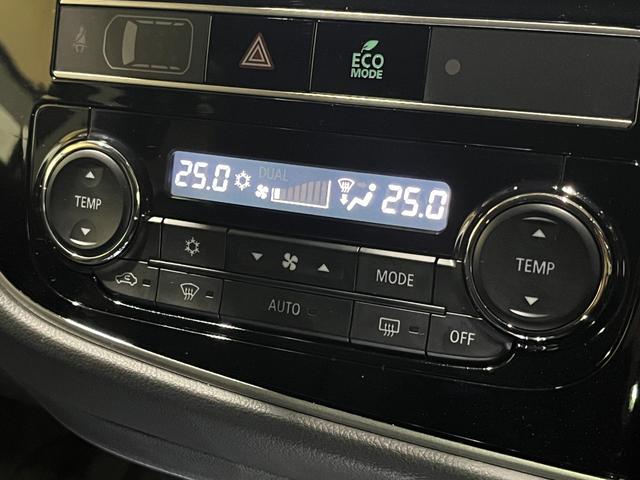 ECO
MODE
25.0 DUAL 25.0
TEMP
TEMP
MODE
AUTO
OFF